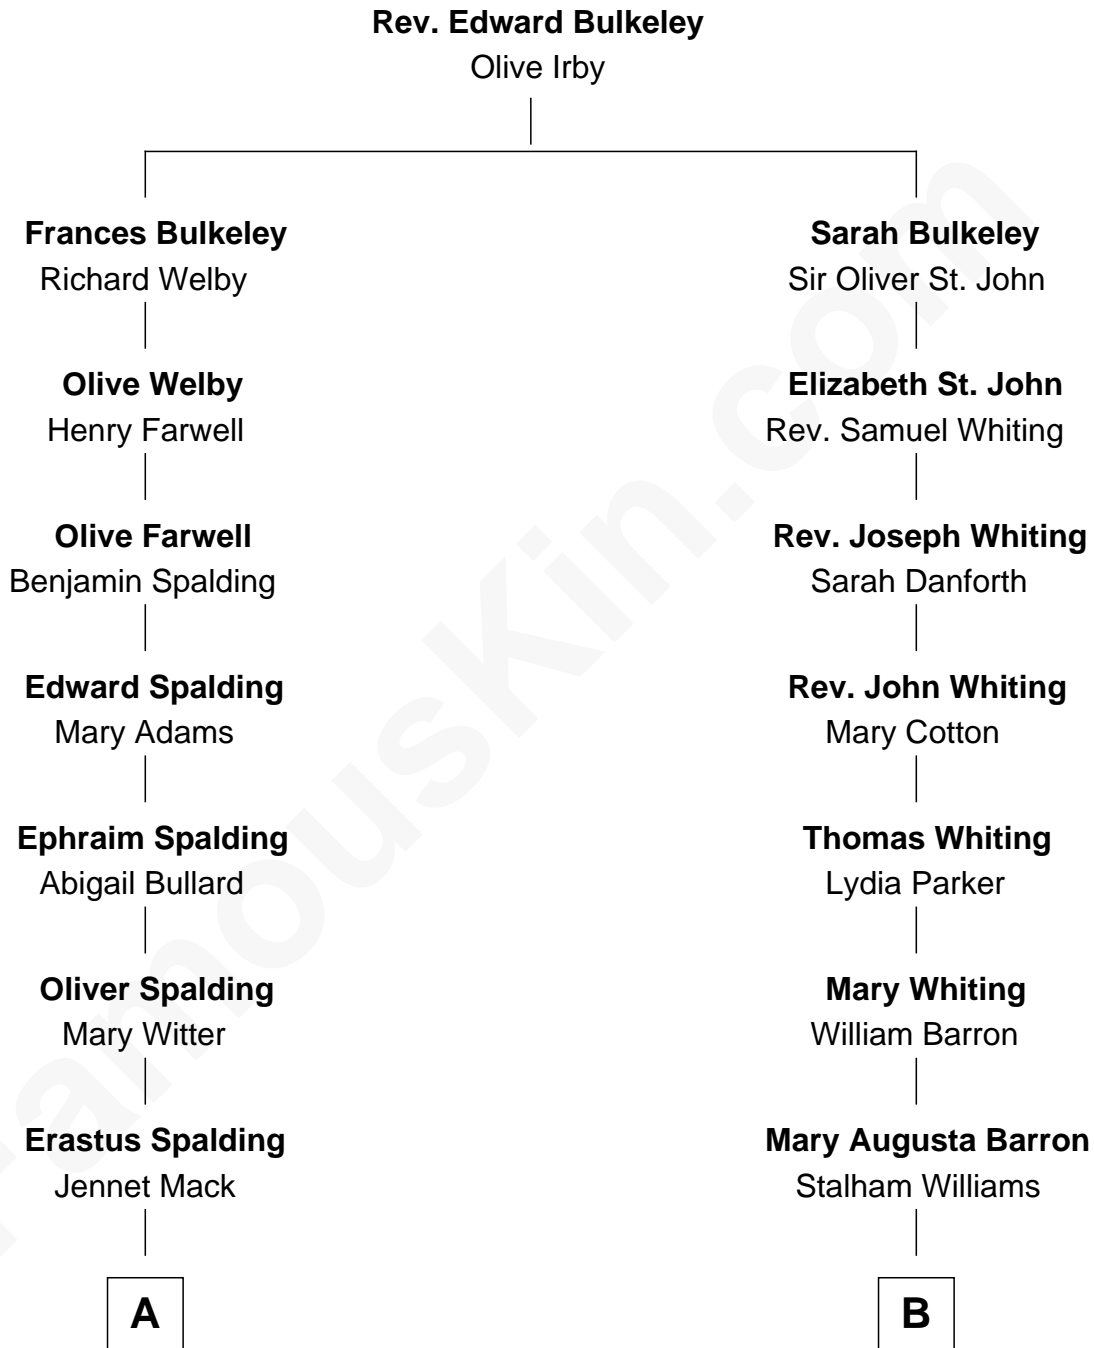 Rev. Edward Bulkeley
Olive Irby
Frances Bulkeley
Richard Welby
Sarah Bulkeley
Sir Oliver St. John
Olive Welby
Henry Farwell
Elizabeth St. John
Rev. Samuel Whiting
Olive Farwell
Benjamin Spalding
Rev. Joseph Whiting
Sarah Danforth
Edward Spalding
Mary Adams
Rev. John Whiting
Mary Cotton
Ephraim Spalding
Abigail Bullard
Thomas Whiting
Lydia Parker
Oliver Spalding
Mary Witter
Mary Whiting
William Barron
Erastus Spalding
Jennet Mack
Mary Augusta Barron
Stalham Williams
A
B
FamousKin.com